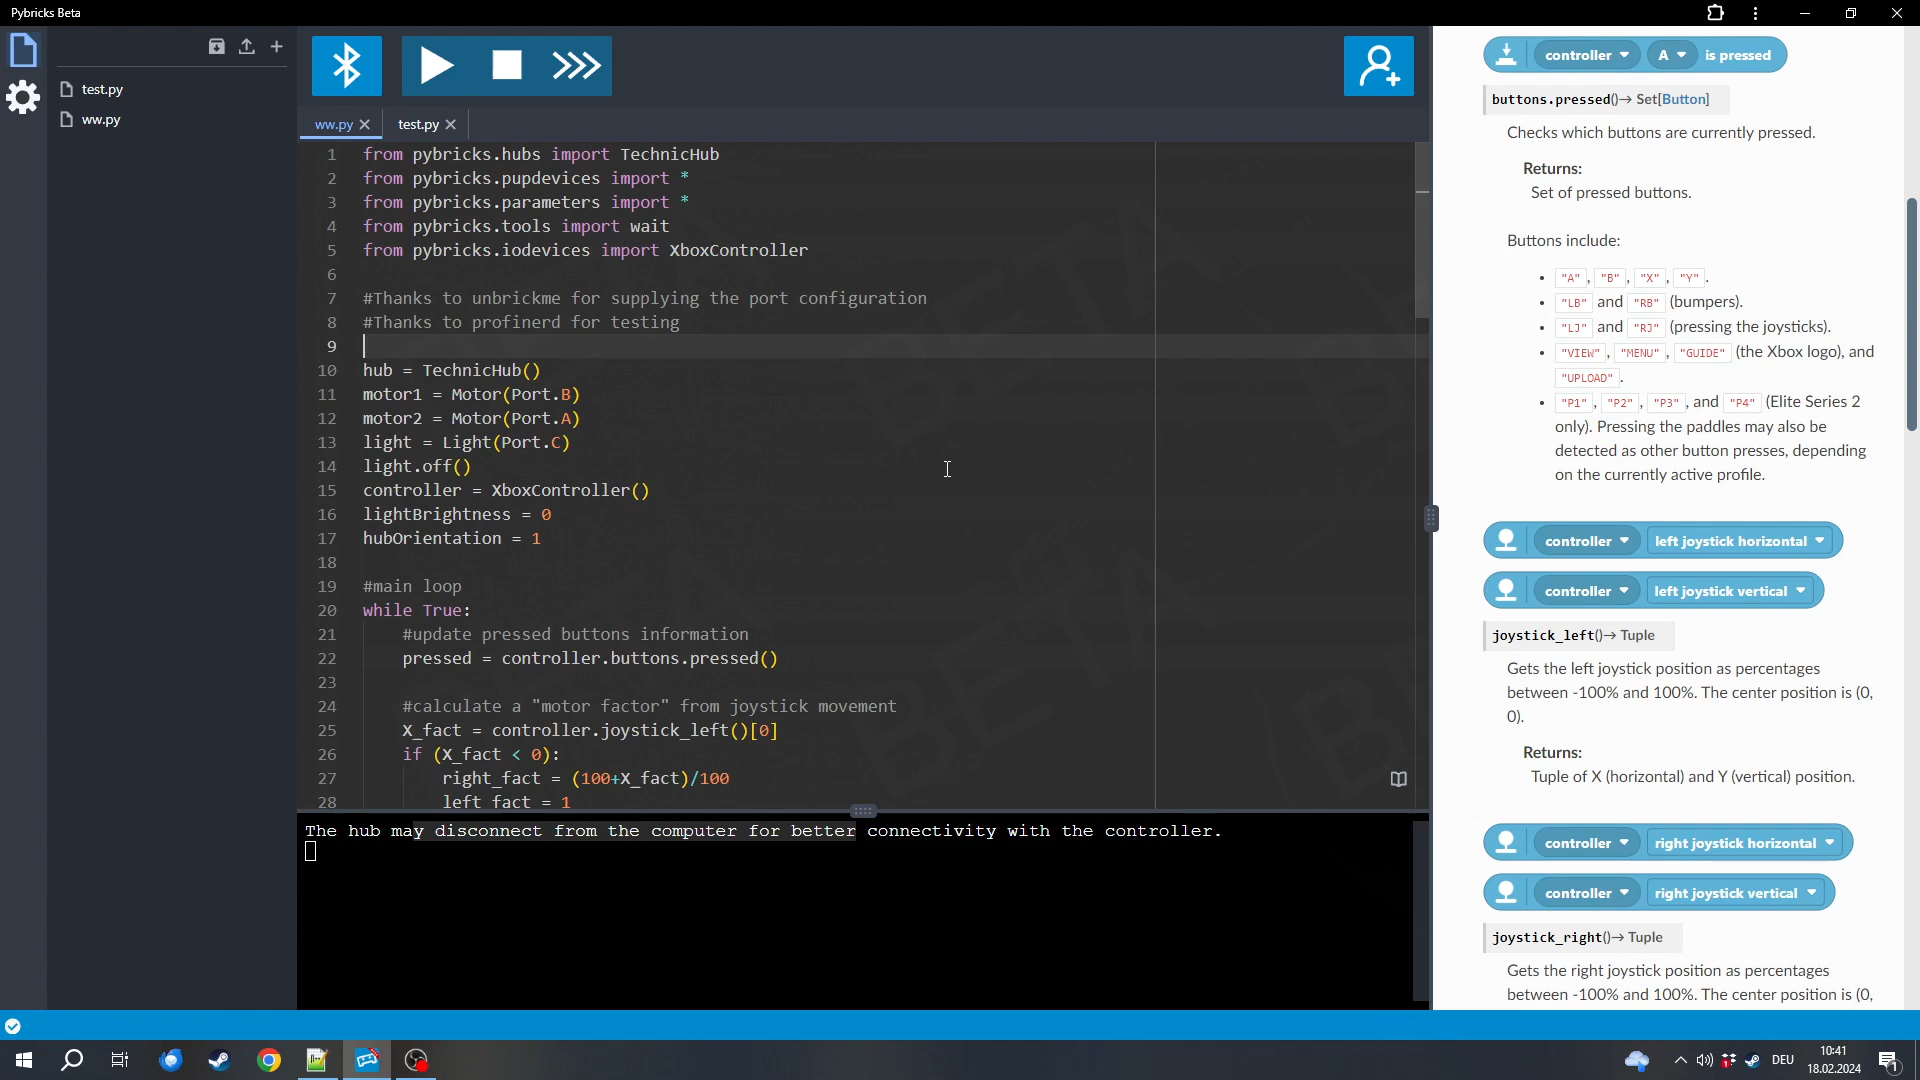 Pybricks Beta
test.py
ww.py
ww.py
test.py
1 from pybricks.hubs import TechnicHub
2 from pybricks.pupdevices import *
3 from pybricks.parameters import *
4 from pybricks.tools import wait
5 from pybricks.iodevices import XboxController
6
7 #Thanks to unbrickme for supplying the port configuration
8 #Thanks to profinerd for testing
9
10 hub = TechnicHub()
11 motor1 = Motor(Port.B)
12 motor2 = Motor(Port.A)
13 light = Light(Port.C)
14 light.off()
15 controller = XboxController()
16 lightBrightness = 0
17 hubOrientation = 1
18
19 #main loop
20 while True:
21 #update pressed buttons information
22 pressed = controller.buttons.pressed()
23
24 #calculate a "motor factor" from joystick movement
25 X_fact = controller.joystick_left()[0]
26 if (X_fact < 0):
27 right_fact = (100+X_fact)/100
28 left_fact = 1
The hub may disconnect from the computer for better connectivity with the controller.
controller A is pressed
buttons.pressed()→ Set[Button]
Checks which buttons are currently pressed.
Returns:
Set of pressed buttons.
Buttons include:
• "A", "B", "X", "Y".
• "LB" and "RB" (bumpers).
• "LJ" and "RJ" (pressing the joysticks).
• "VIEW", "MENU", "GUIDE" (the Xbox logo), and
"UPLOAD".
• "P1", "P2", "P3", and "P4" (Elite Series 2
only). Pressing the paddles may also be
detected as other button presses, depending
on the currently active profile.
controller left joystick horizontal
controller left joystick vertical
joystick_left()→ Tuple
Gets the left joystick position as percentages
between -100% and 100%. The center position is (0,
0).
Returns:
Tuple of X (horizontal) and Y (vertical) position.
controller right joystick horizontal
controller right joystick vertical
joystick_right()→ Tuple
Gets the right joystick position as percentages
between -100% and 100%. The center position is (0,
BETA
BETA
BETA
DEU
10:41
18.02.2024
1